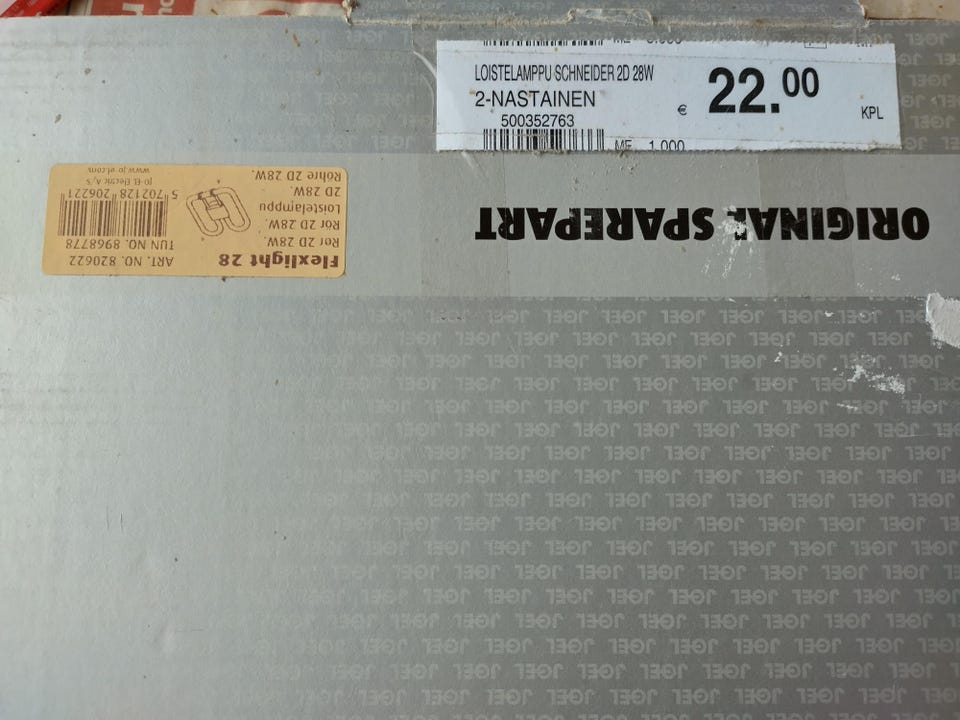 LOISTELAMPPU SCHNEIDER 2D 28W
2-NASTAINEN
500352763
€ 22.00 KPL
ME 1.000
ORIGINAL SPAREPART
Flexlight 28
Rør 2D 28W.
Rör 2D 28W.
Loistelamppu
2D 28W.
Röhre 2D 28W.
ART. NO. 820622
TUN NO. 8968778
5 702128 206221
JO-EL Electric A/S
www.jo-el.com
JOEL